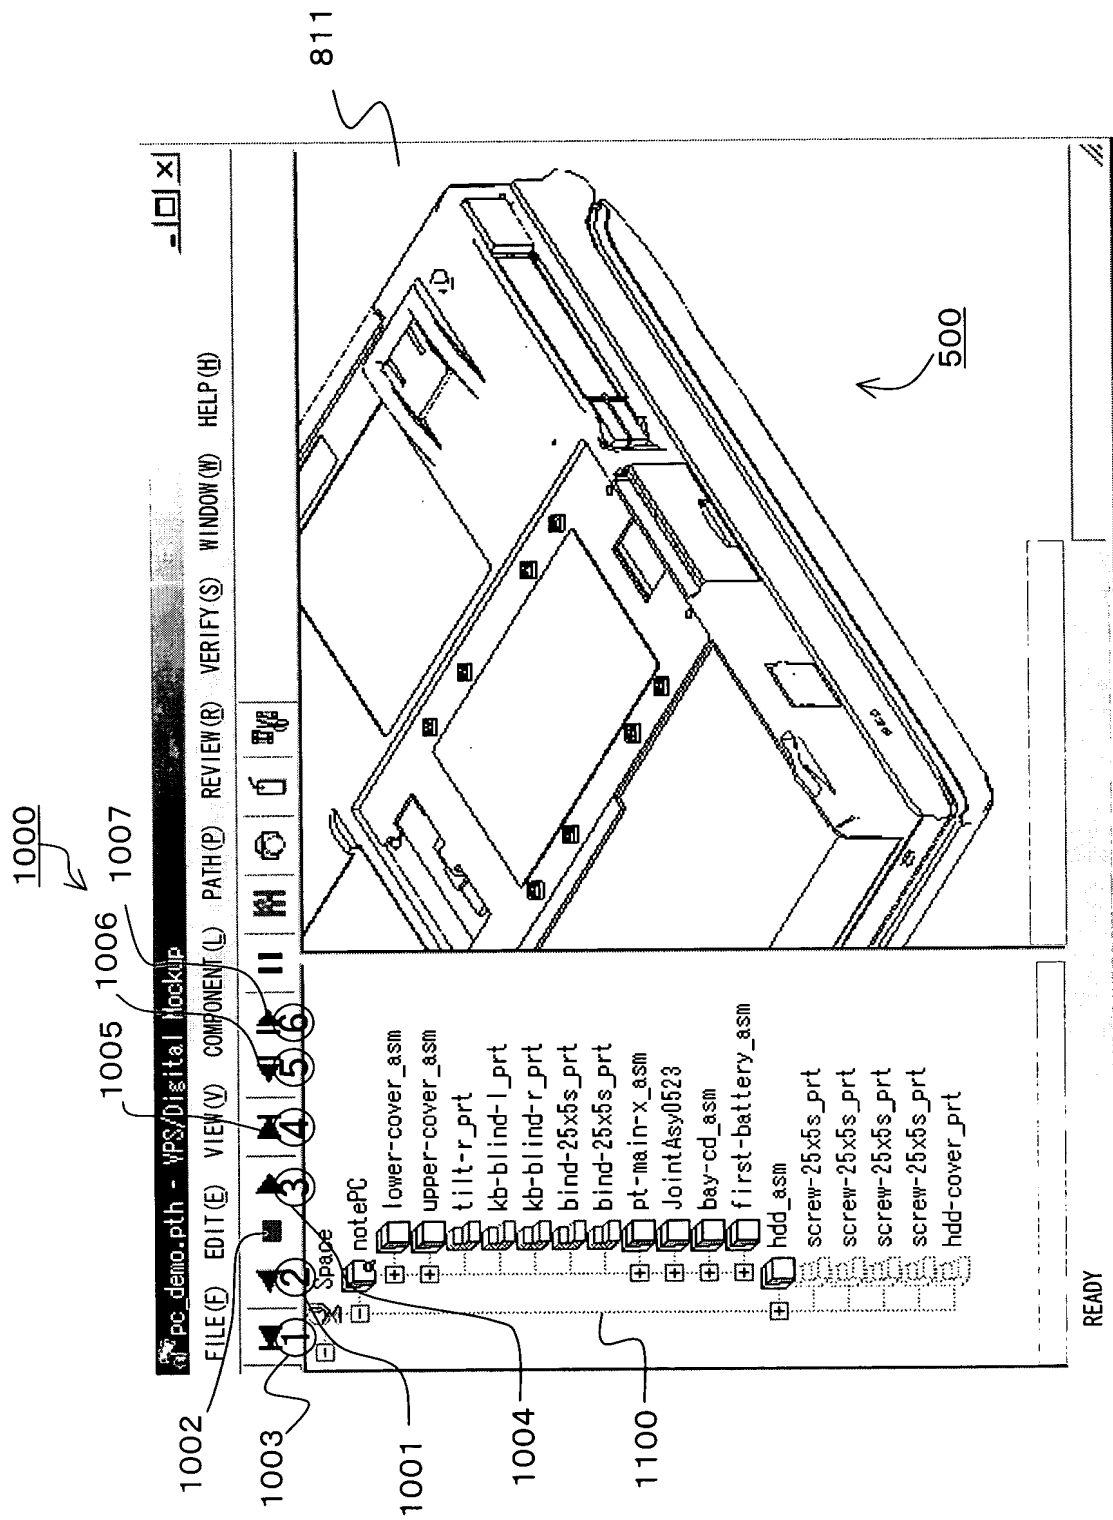 1000
1005 1006 1007
1002
1003
1001
1004
1100
811
500
pc_demo.pth - VPS/Digital Mockup
FILE(F) EDIT(E) VIEW(V) COMPONENT(L) PATH(P) REVIEW(R) VERIFY(S) WINDOW(W) HELP(H)
1 2 3 4 5 6
Space
notePC
lower-cover_asm
upper-cover_asm
tilt-r_prt
kb-blind-l_prt
kb-blind-r_prt
bind-25x5s_prt
bind-25x5s_prt
pt-main-x_asm
JointAsy0523
bay-cd_asm
first-battery_asm
hdd_asm
screw-25x5s_prt
screw-25x5s_prt
screw-25x5s_prt
screw-25x5s_prt
hdd-cover_prt
READY